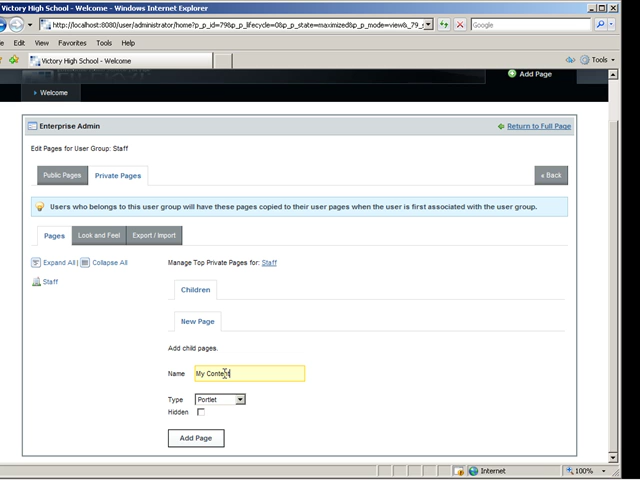 Victory High School - Welcome - Windows Internet Explorer
http://localhost:8080/user/administrator/home?p_p_id=79&p_p_lifecycle=0&p_p_state=maximized&p_p_mode=view&_79_s
Google
File Edit View Favorites Tools Help
Victory High School - Welcome
Tools
Add Page
Welcome
Enterprise Admin
Return to Full Page
Edit Pages for User Group: Staff
Public Pages Private Pages
« Back
Users who belongs to this user group will have these pages copied to their user pages when the user is first associated with the user group.
Pages Look and Feel Export / Import
Expand All | Collapse All
Manage Top Private Pages for: Staff
Staff
Children
New Page
Add child pages.
Name My Content
Type Portlet
Hidden
Add Page
Internet
100%